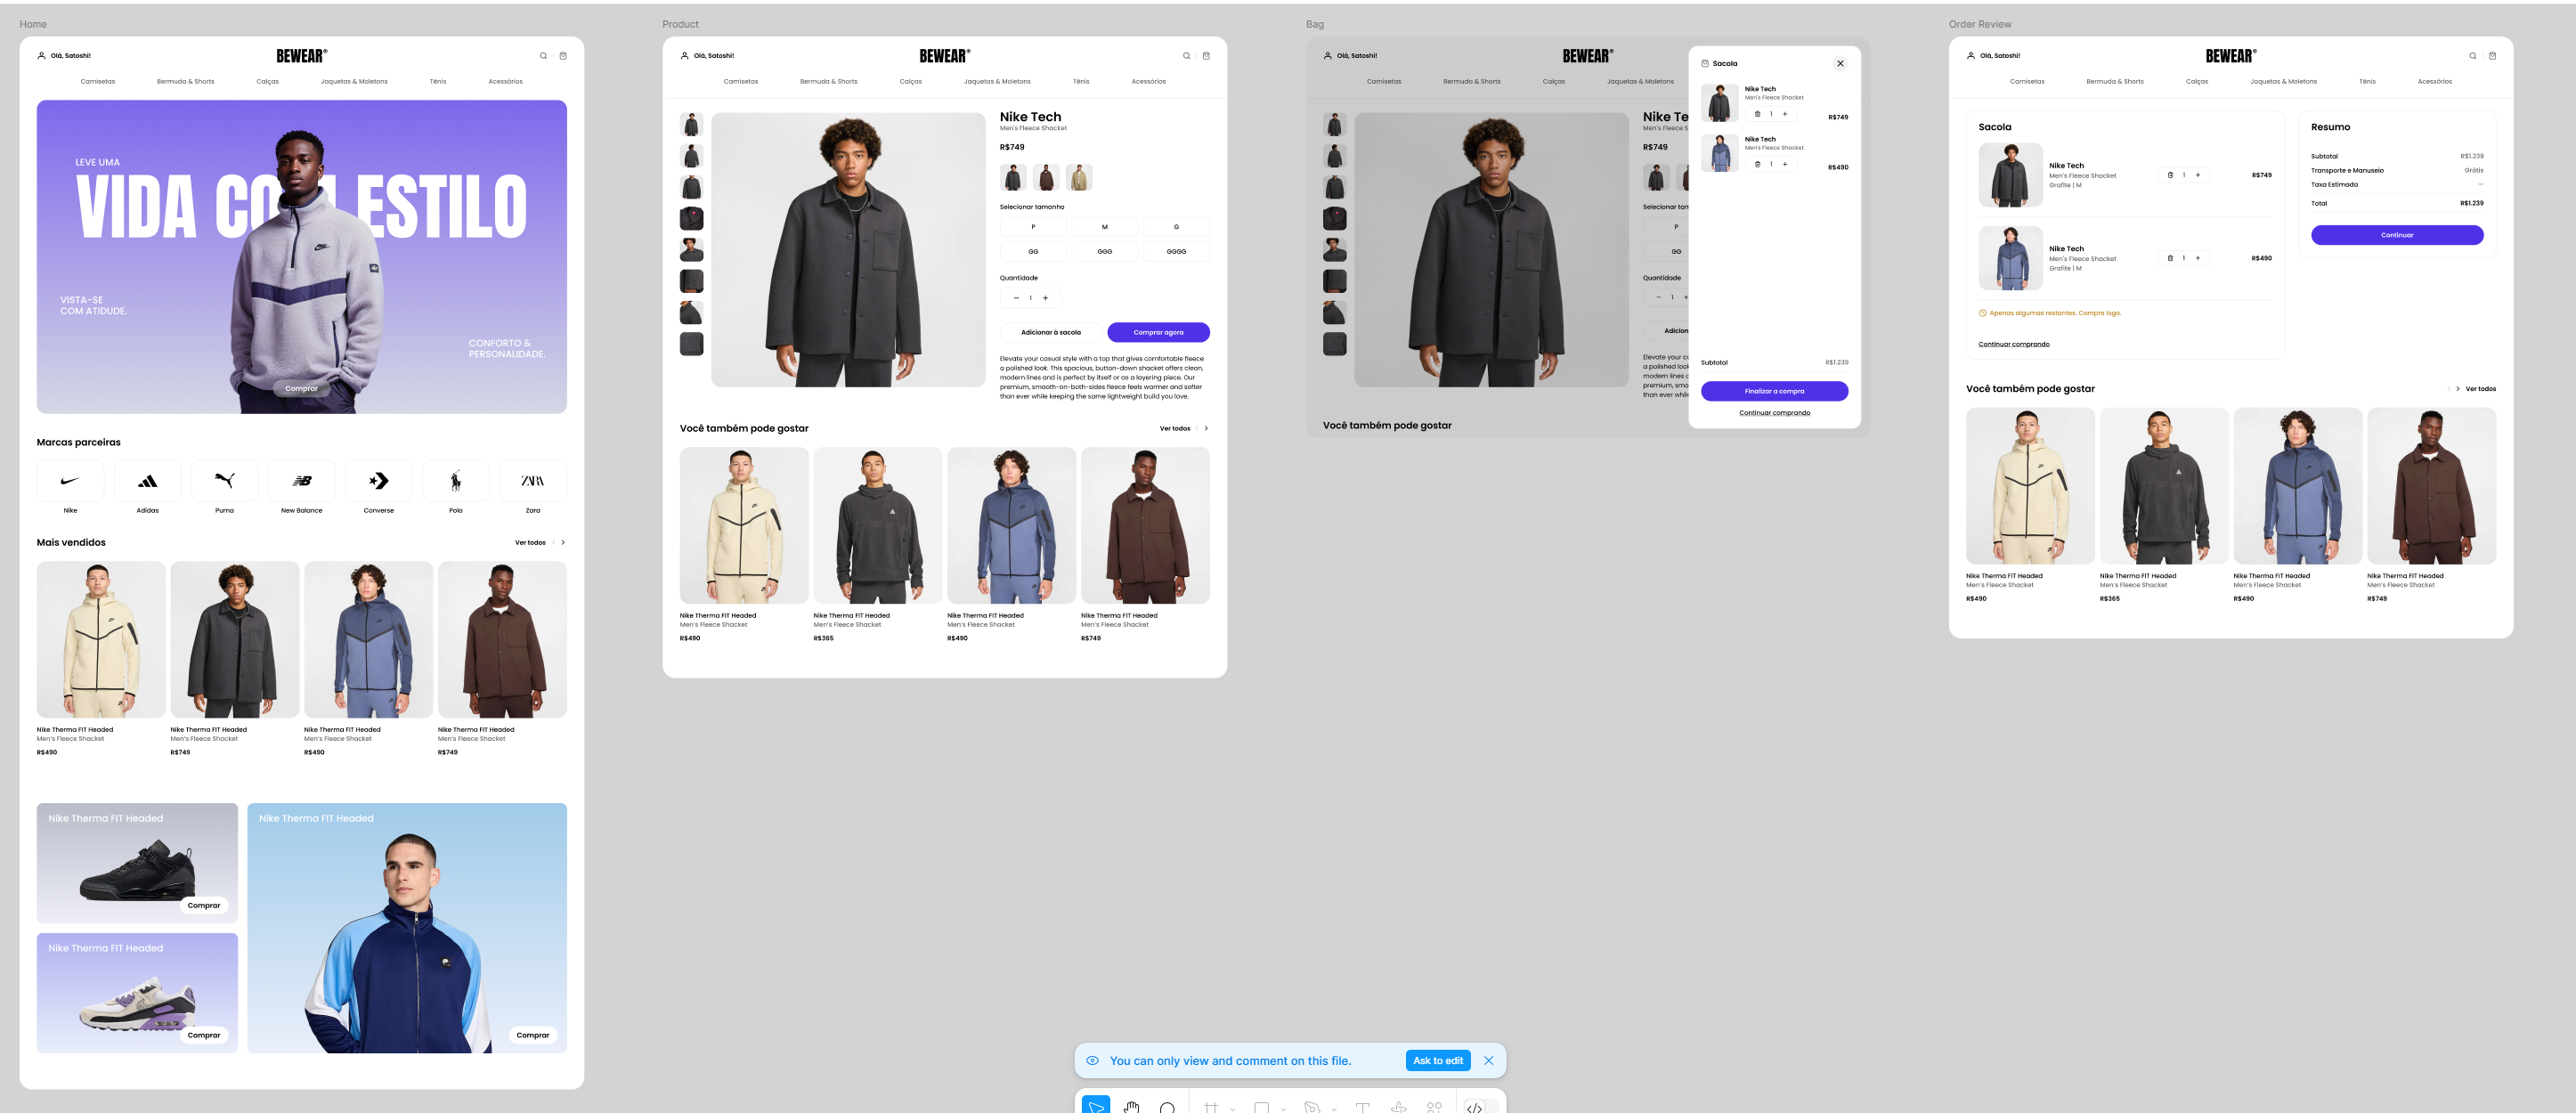 Home
Olá, Satoshi!
BEWEAR®
Camisetas
Bermuda & Shorts
Calças
Jaquetas & Moletons
Tênis
Acessórios
LEVE UMA
VIDA CO ESTILO
VISTA-SE
COM ATIDUDE.
CONFORTO &
PERSONALIDADE.
Comprar
Marcas parceiras
ZARA
Nike
Adidas
Puma
New Balance
Converse
Polo
Zara
Mais vendidos
Ver todos
Nike Therma FIT Headed
Men's Fleece Shacket
R$490
Nike Therma FIT Headed
Men's Fleece Shacket
R$749
Nike Therma FIT Headed
Men's Fleece Shacket
R$490
Nike Therma FIT Headed
Men's Fleece Shacket
R$749
Nike Therma FIT Headed
Comprar
Nike Therma FIT Headed
Comprar
Nike Therma FIT Headed
Comprar
Product
Olá, Satoshi!
BEWEAR®
Camisetas
Bermuda & Shorts
Calças
Jaquetas & Moletons
Tênis
Acessórios
Nike Tech
Men's Fleece Shacket
R$749
Selecionar tamanho
P
M
G
GG
GGG
GGGG
Quantidade
1
Adicionar à sacola
Comprar agora
Elevate your casual style with a top that gives comfortable fleece
a polished look. This spacious, button-down shacket offers clean,
modern lines and is perfect by itself or as a layering piece. Our
premium, smooth-on-both-sides fleece feels warmer and softer
than ever while keeping the same lightweight build you love.
Você também pode gostar
Ver todos
Nike Therma FIT Headed
Men's Fleece Shacket
R$490
Nike Therma FIT Headed
Men's Fleece Shacket
R$365
Nike Therma FIT Headed
Men's Fleece Shacket
R$490
Nike Therma FIT Headed
Men's Fleece Shacket
R$749
Bag
Olá, Satoshi!
BEWEAR®
Camisetas
Bermuda & Shorts
Calças
Jaquetas & Moletons
Nike Te
Men's Fleece S
R$749
Selecionar tam
P
GG
Quantidade
1
Adicion
Elevate your c
a polished look
modern lines c
premium, smo
than ever while
Você também pode gostar
Sacola
Nike Tech
Men's Fleece Shacket
1
R$749
Nike Tech
Men's Fleece Shacket
1
R$490
Subtotal
R$1.239
Finalizar a compra
Continuar comprando
Order Review
Olá, Satoshi!
BEWEAR®
Camisetas
Bermuda & Shorts
Calças
Jaquetas & Moletons
Tênis
Acessórios
Sacola
Nike Tech
Men's Fleece Shacket
Grafite | M
1
R$749
Nike Tech
Men's Fleece Shacket
Grafite | M
1
R$490
Apenas algumas restantes. Compre logo.
Continuar comprando
Resumo
Subtotal
R$1.239
Transporte e Manuseio
Grátis
Taxa Estimada
—
Total
R$1.239
Continuar
Você também pode gostar
Ver todos
Nike Therma FIT Headed
Men's Fleece Shacket
R$490
Nike Therma FIT Headed
Men's Fleece Shacket
R$365
Nike Therma FIT Headed
Men's Fleece Shacket
R$490
Nike Therma FIT Headed
Men's Fleece Shacket
R$749
You can only view and comment on this file.
Ask to edit